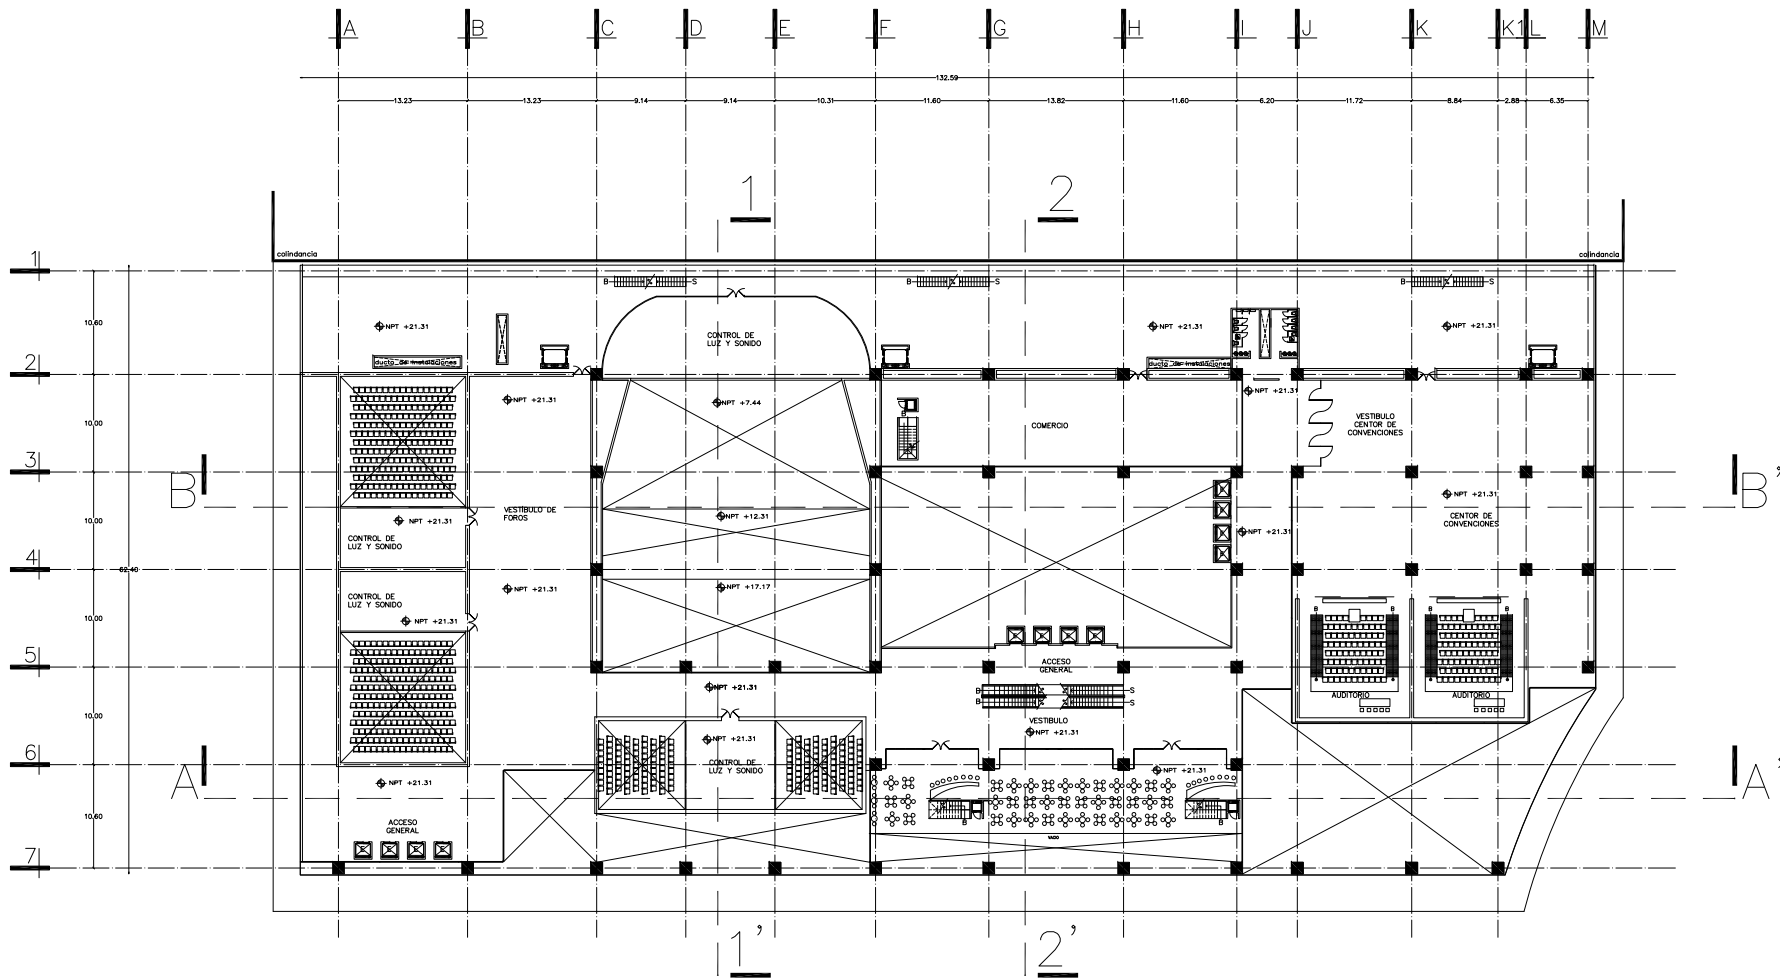 A B C D E F G H I J K K1 L M
132.59
13.23 13.23 9.14 9.14 10.31 11.60 13.82 11.60 6.20 11.72 8.84 2.88 6.35
1 2
colindancia colindancia
1
B S B S B S
10.60
NPT +21.31
CONTROL DE
LUZ Y SONIDO
NPT +21.31
NPT +21.31
2
ducto de instalaciones
ducto de instalaciones
NPT +21.31
NPT +21.31
NPT +7.44
B
10.00
COMERCIO
VESTIBULO
CENTOR DE
CONVENCIONES
3
B
B'
NPT +21.31
VESTIBULO DE
FOROS
NPT +21.31
NPT +12.31
CENTOR DE
CONVENCIONES
10.00
CONTROL DE
LUZ Y SONIDO
NPT +21.31
4
62.40
NPT +21.31
NPT +17.17
CONTROL DE
LUZ Y SONIDO
B B B B
10.00
NPT +21.31
5
ACCESO
GENERAL
NPT +21.31
B S
B S
AUDITORIO AUDITORIO
10.00
VESTIBULO
NPT +21.31
NPT +21.31
6
CONTROL DE
LUZ Y SONIDO
NPT +21.31
A
A'
NPT +21.31
10.60
B B
ACCESO
GENERAL
VACIO
7
1' 2'